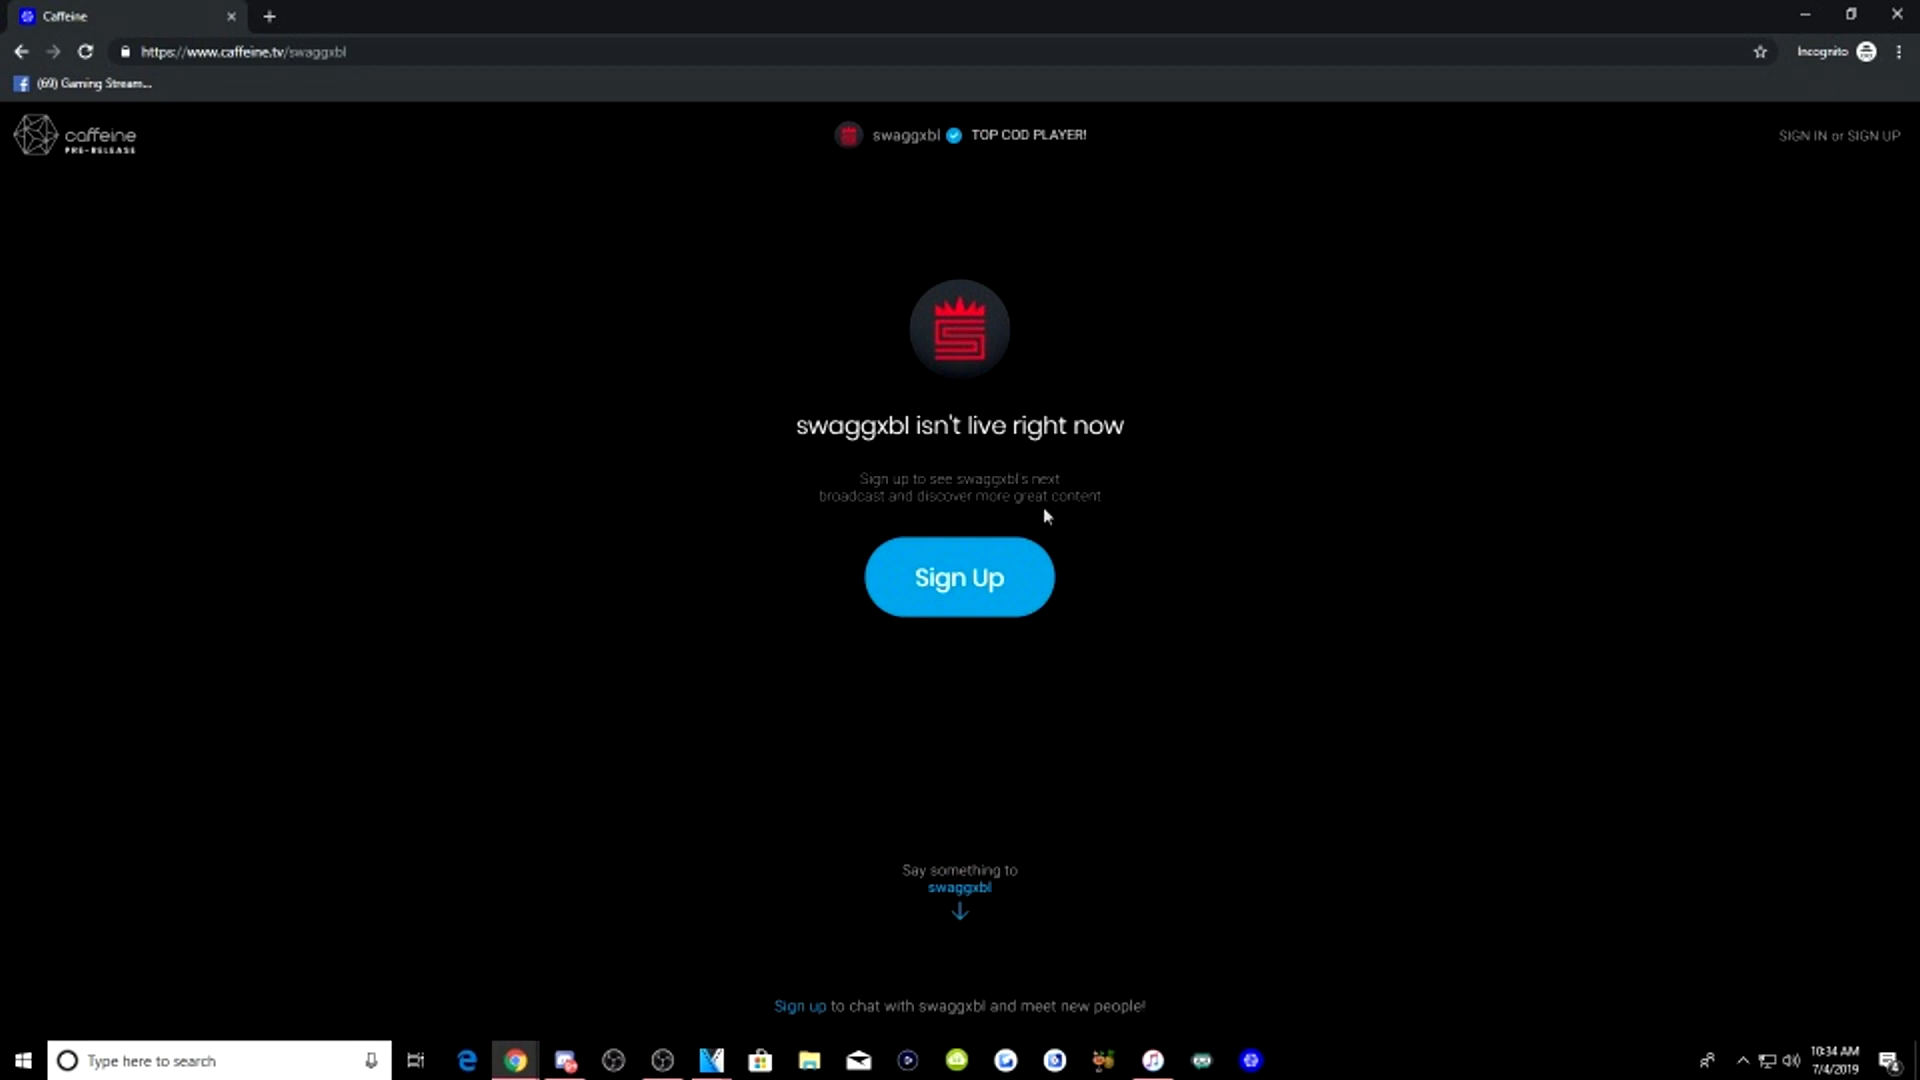 Caffeine
https://www.caffeine.tv/swaggxbl
Incognito
(69) Gaming Stream...
caffeine
PRE-RELEASE
swaggxbl TOP COD PLAYER!
SIGN IN or SIGN UP
swaggxbl isn't live right now
Sign up to see swaggxbl's next
broadcast and discover more great content
Sign Up
Say something to
swaggxbl
Sign up to chat with swaggxbl and meet new people!
Type here to search
10:34 AM
7/4/2019
4